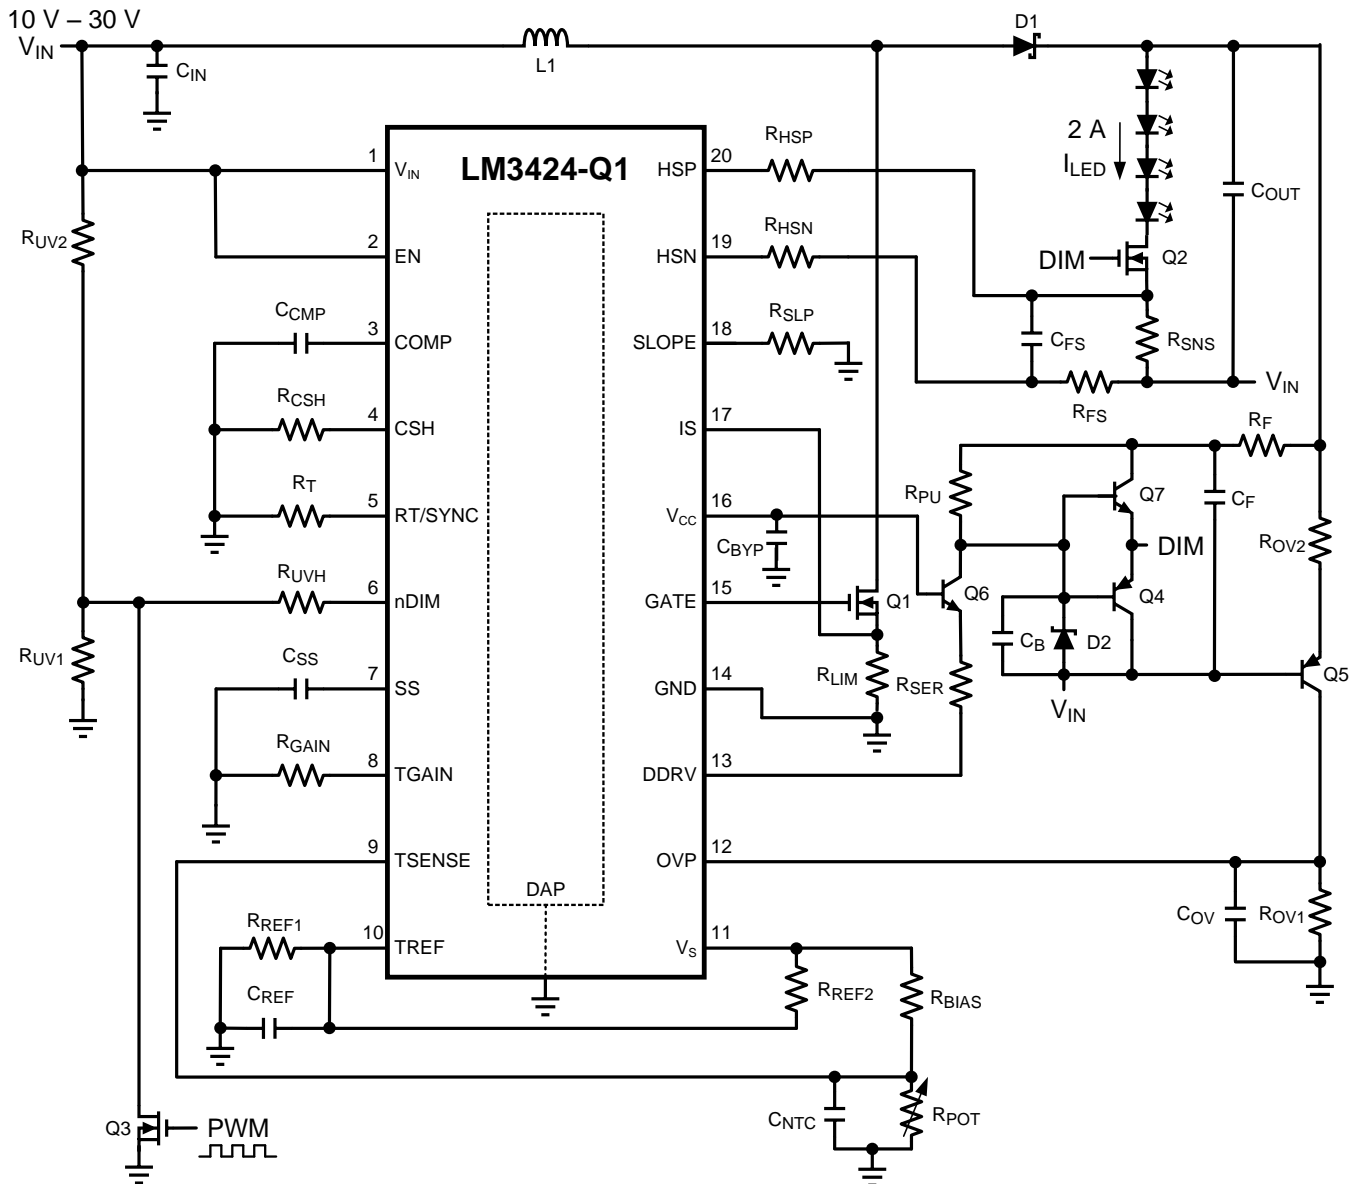 10 V – 30 V
VIN
CIN
L1
D1
2 A
ILED
COUT
LM3424-Q1
1
VIN
20
HSP
RHSP
RUV2
2
EN
19
HSN
RHSN
DIM
Q2
CCMP
3
COMP
18
SLOPE
RSLP
CFS
RSNS
VIN
RFS
RCSH
4
CSH
17
IS
RF
RT
5
RT/SYNC
16
VCC
CBYP
RPU
Q7
CF
DIM
ROV2
RUVH
6
nDIM
15
GATE
Q1
Q6
Q4
CB
D2
RUV1
CSS
7
SS
14
GND
RLIM
RSER
VIN
Q5
RGAIN
8
TGAIN
13
DDRV
9
TSENSE
12
OVP
DAP
COV
ROV1
RREF1
10
TREF
11
VS
CREF
RREF2
RBIAS
CNTC
RPOT
Q3
PWM